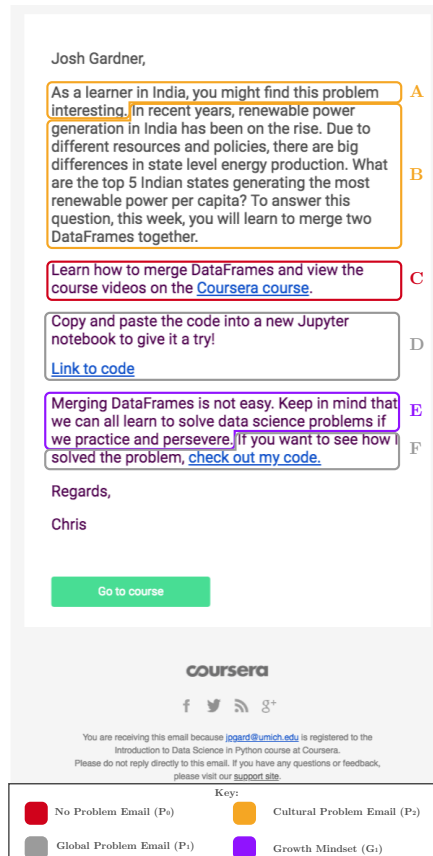 Josh Gardner,
As a learner in India, you might find this problem A
interesting. In recent years, renewable power
generation in India has been on the rise. Due to
different resources and policies, there are big
differences in state level energy production. What
are the top 5 Indian states generating the most B
renewable power per capita? To answer this
question, this week, you will learn to merge two
DataFrames together.
Learn how to merge DataFrames and view the
course videos on the Coursera course. C
Copy and paste the code into a new Jupyter
notebook to give it a try! D
Link to code
Merging DataFrames is not easy. Keep in mind that E
we can all learn to solve data science problems if
we practice and persevere. If you want to see how I
solved the problem, check out my code. F
Regards,
Chris
Go to course
coursera
f g+
You are receiving this email because jpgard@umich.edu is registered to the
Introduction to Data Science in Python course at Coursera.
Please do not reply directly to this email. If you have any questions or feedback,
please visit our support site.
Key:
No Problem Email (P₀) Cultural Problem Email (P₂)
Global Problem Email (P₁) Growth Mindset (G₁)